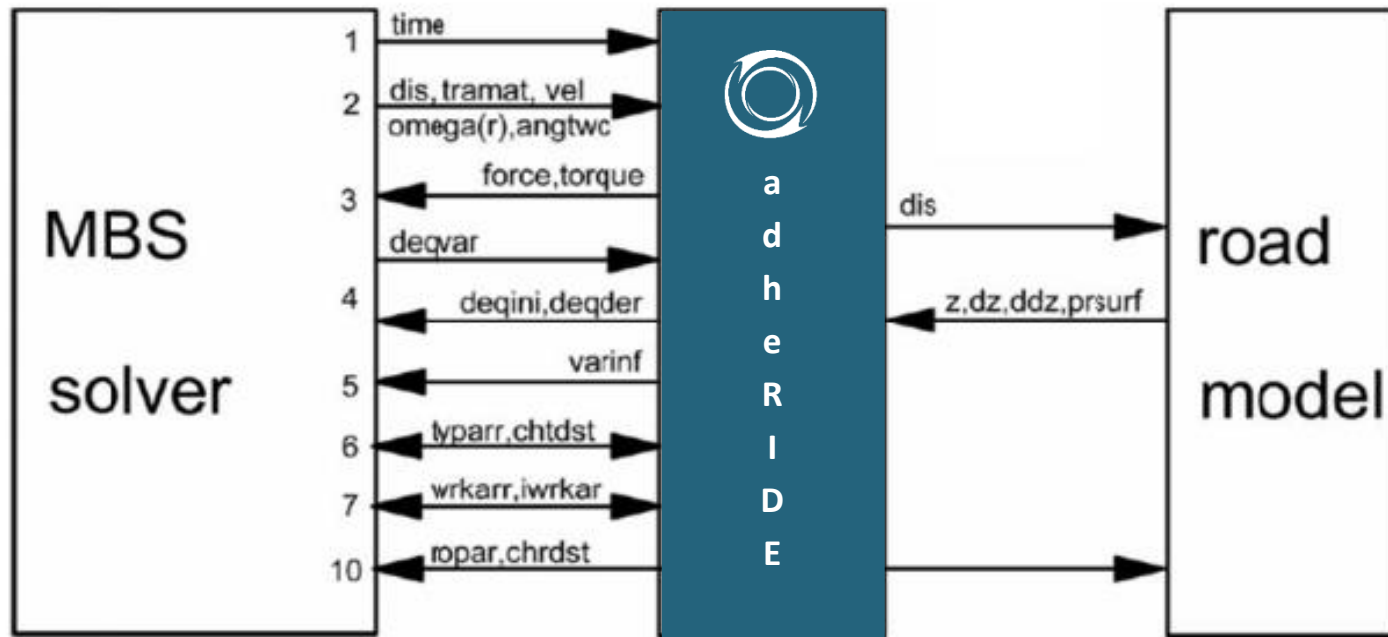 MBS
solver
1
time
2
dis, tramat, vel
omega(r),angtwc
3
force,torque
deqvar
4
deqini,deqder
5
varinf
6
typarr,chtdst
7
wrkarr,iwrkar
10
ropar,chrdst
a
d
h
e
R
I
D
E
dis
z,dz,ddz,prsurf
road
model